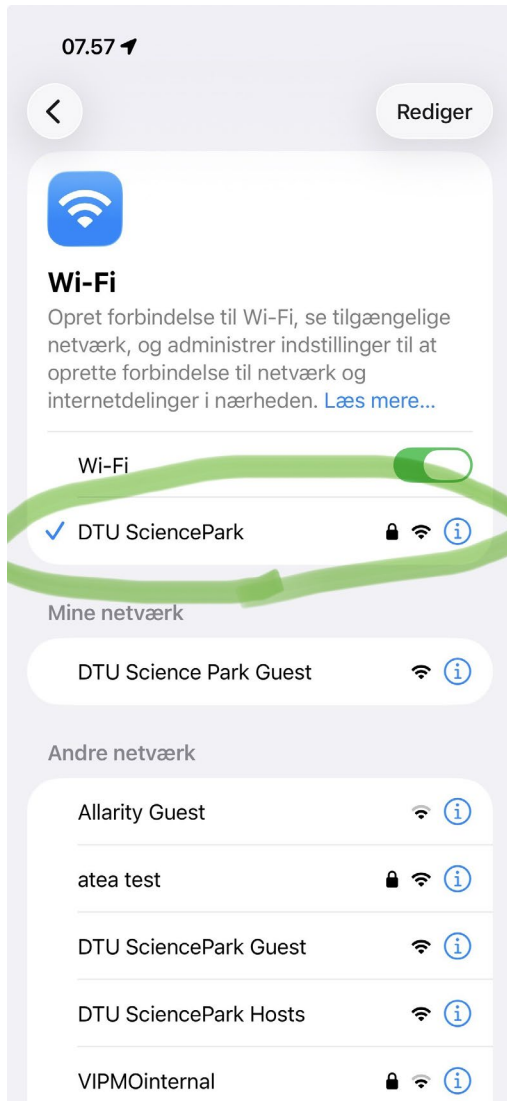 07.57
Rediger
Wi-Fi
Opret forbindelse til Wi-Fi, se tilgængelige
netværk, og administrer indstillinger til at
oprette forbindelse til netværk og
internetdelinger i nærheden. Læs mere...
Wi-Fi
DTU SciencePark
Mine netværk
DTU Science Park Guest
Andre netværk
Allarity Guest
atea test
DTU SciencePark Guest
DTU SciencePark Hosts
VIPMOinternal